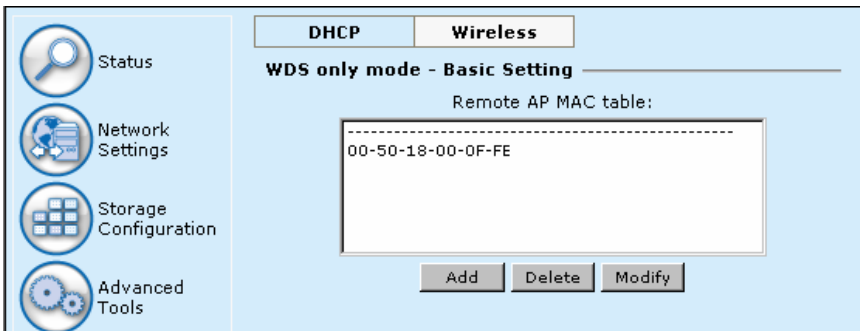 DHCP
Wireless
Status
WDS only mode - Basic Setting
Remote AP MAC table:
Network
Settings
--------------------------------------------------
00-50-18-00-0F-FE
Storage
Configuration
Add
Delete
Modify
Advanced
Tools